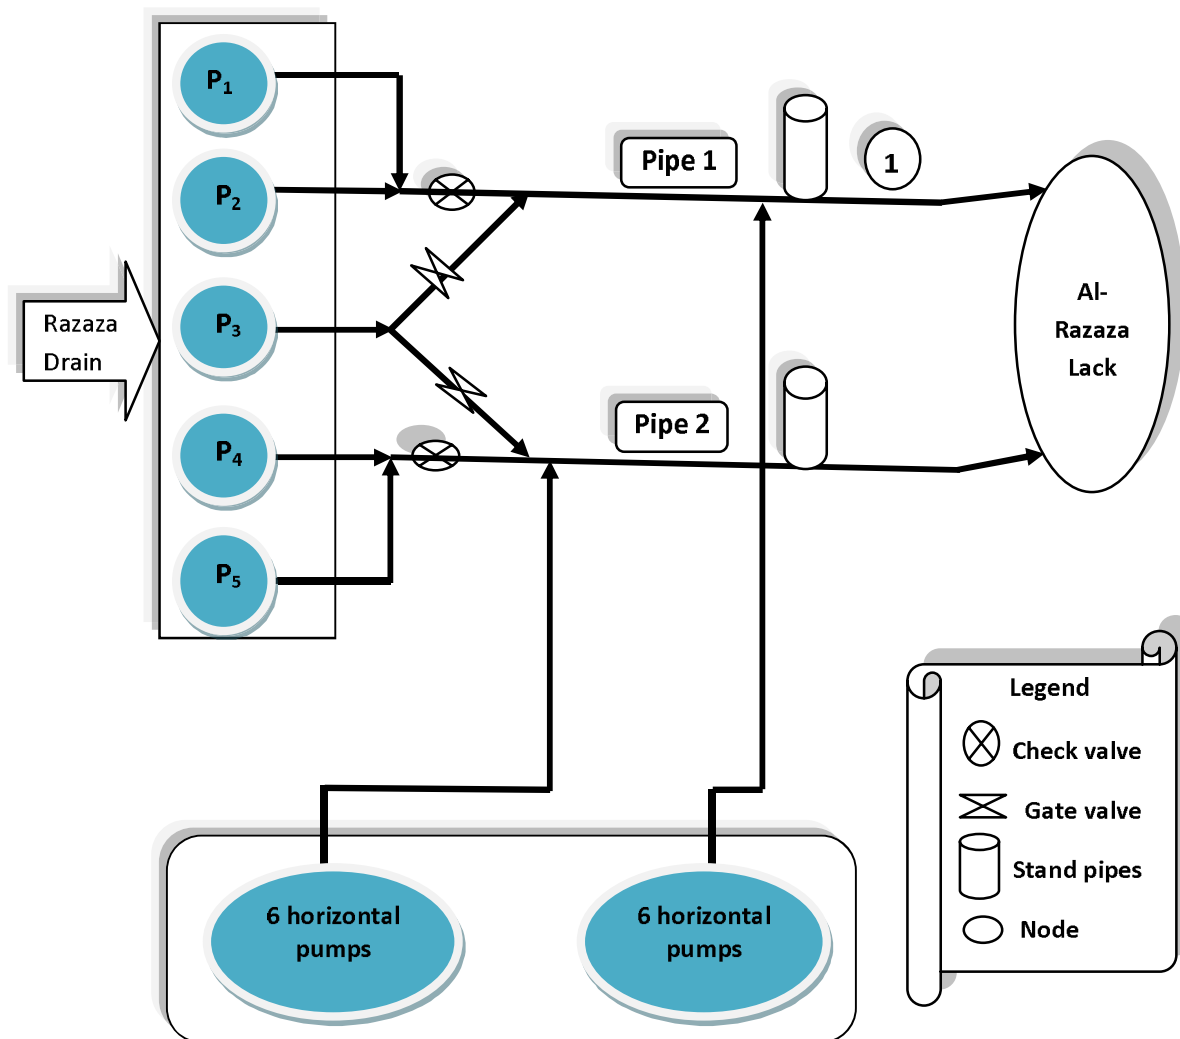 P1
P2
P3
P4
P5
Razaza
Drain
Pipe 1
1
Pipe 2
Al-
Razaza
Lack
6 horizontal
pumps
6 horizontal
pumps
Legend
Check valve
Gate valve
Stand pipes
Node